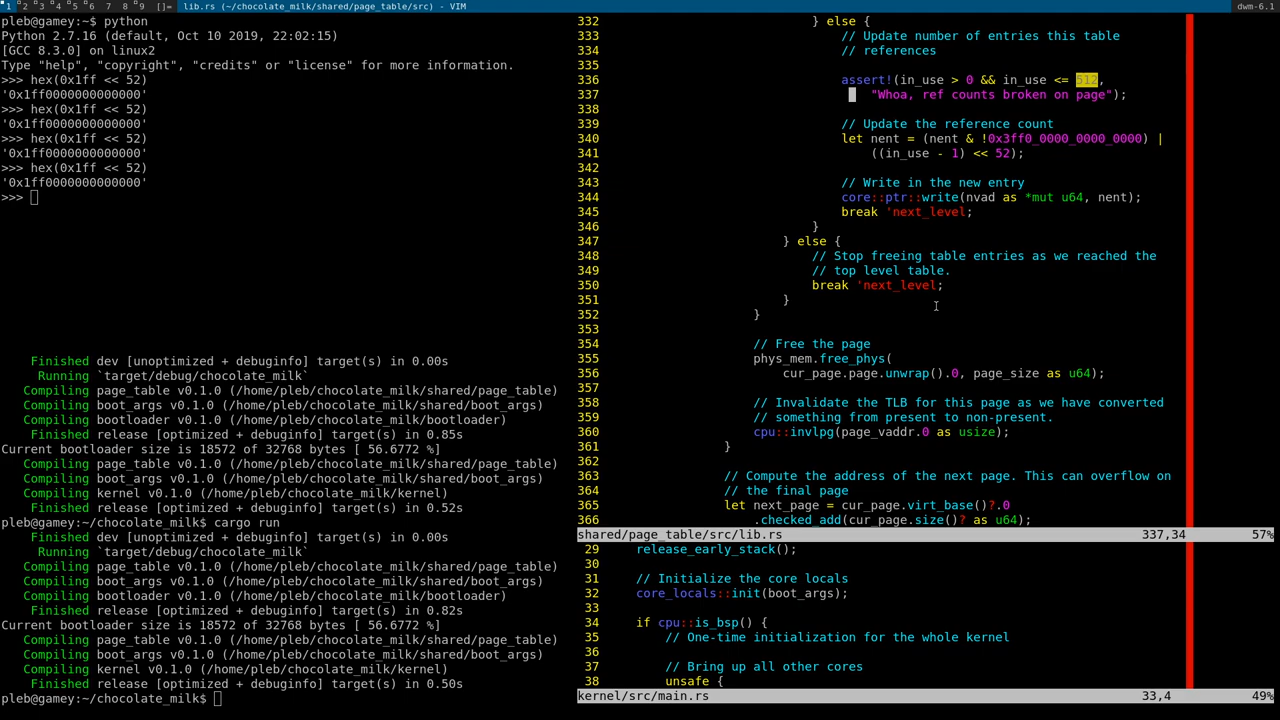 1 2 3 4 5 6 7 8 9 []= lib.rs (~/chocolate_milk/shared/page_table/src) - VIM dwm-6.1
pleb@gamey:~$ python
Python 2.7.16 (default, Oct 10 2019, 22:02:15)
[GCC 8.3.0] on linux2
Type "help", "copyright", "credits" or "license" for more information.
>>> hex(0x1ff << 52)
'0x1ff0000000000000'
>>> hex(0x1ff << 52)
'0x1ff0000000000000'
>>> hex(0x1ff << 52)
'0x1ff0000000000000'
>>> hex(0x1ff << 52)
'0x1ff0000000000000'
>>>
Finished dev [unoptimized + debuginfo] target(s) in 0.00s
Running `target/debug/chocolate_milk`
Compiling page_table v0.1.0 (/home/pleb/chocolate_milk/shared/page_table)
Compiling boot_args v0.1.0 (/home/pleb/chocolate_milk/shared/boot_args)
Compiling bootloader v0.1.0 (/home/pleb/chocolate_milk/bootloader)
Finished release [optimized + debuginfo] target(s) in 0.85s
Current bootloader size is 18572 of 32768 bytes [ 56.6772 %]
Compiling page_table v0.1.0 (/home/pleb/chocolate_milk/shared/page_table)
Compiling boot_args v0.1.0 (/home/pleb/chocolate_milk/shared/boot_args)
Compiling kernel v0.1.0 (/home/pleb/chocolate_milk/kernel)
Finished release [optimized + debuginfo] target(s) in 0.52s
pleb@gamey:~/chocolate_milk$ cargo run
Finished dev [unoptimized + debuginfo] target(s) in 0.00s
Running `target/debug/chocolate_milk`
Compiling page_table v0.1.0 (/home/pleb/chocolate_milk/shared/page_table)
Compiling boot_args v0.1.0 (/home/pleb/chocolate_milk/shared/boot_args)
Compiling bootloader v0.1.0 (/home/pleb/chocolate_milk/bootloader)
Finished release [optimized + debuginfo] target(s) in 0.82s
Current bootloader size is 18572 of 32768 bytes [ 56.6772 %]
Compiling page_table v0.1.0 (/home/pleb/chocolate_milk/shared/page_table)
Compiling boot_args v0.1.0 (/home/pleb/chocolate_milk/shared/boot_args)
Compiling kernel v0.1.0 (/home/pleb/chocolate_milk/kernel)
Finished release [optimized + debuginfo] target(s) in 0.50s
pleb@gamey:~/chocolate_milk$
332 } else {
333 // Update number of entries this table
334 // references
335
336 assert!(in_use > 0 && in_use <= 512,
337 "Whoa, ref counts broken on page");
338
339 // Update the reference count
340 let nent = (nent & !0x3ff0_0000_0000_0000) |
341 ((in_use - 1) << 52);
342
343 // Write in the new entry
344 core::ptr::write(nvad as *mut u64, nent);
345 break 'next_level;
346 }
347 } else {
348 // Stop freeing table entries as we reached the
349 // top level table.
350 break 'next_level;
351 }
352 }
353
354 // Free the page
355 phys_mem.free_phys(
356 cur_page.page.unwrap().0, page_size as u64);
357
358 // Invalidate the TLB for this page as we have converted
359 // something from present to non-present.
360 cpu::invlpg(page_vaddr.0 as usize);
361 }
362
363 // Compute the address of the next page. This can overflow on
364 // the final page
365 let next_page = cur_page.virt_base()?.0
366 .checked_add(cur_page.size()? as u64);
shared/page_table/src/lib.rs 337,34 57%
29 release_early_stack();
30
31 // Initialize the core locals
32 core_locals::init(boot_args);
33
34 if cpu::is_bsp() {
35 // One-time initialization for the whole kernel
36
37 // Bring up all other cores
38 unsafe {
kernel/src/main.rs 33,4 49%